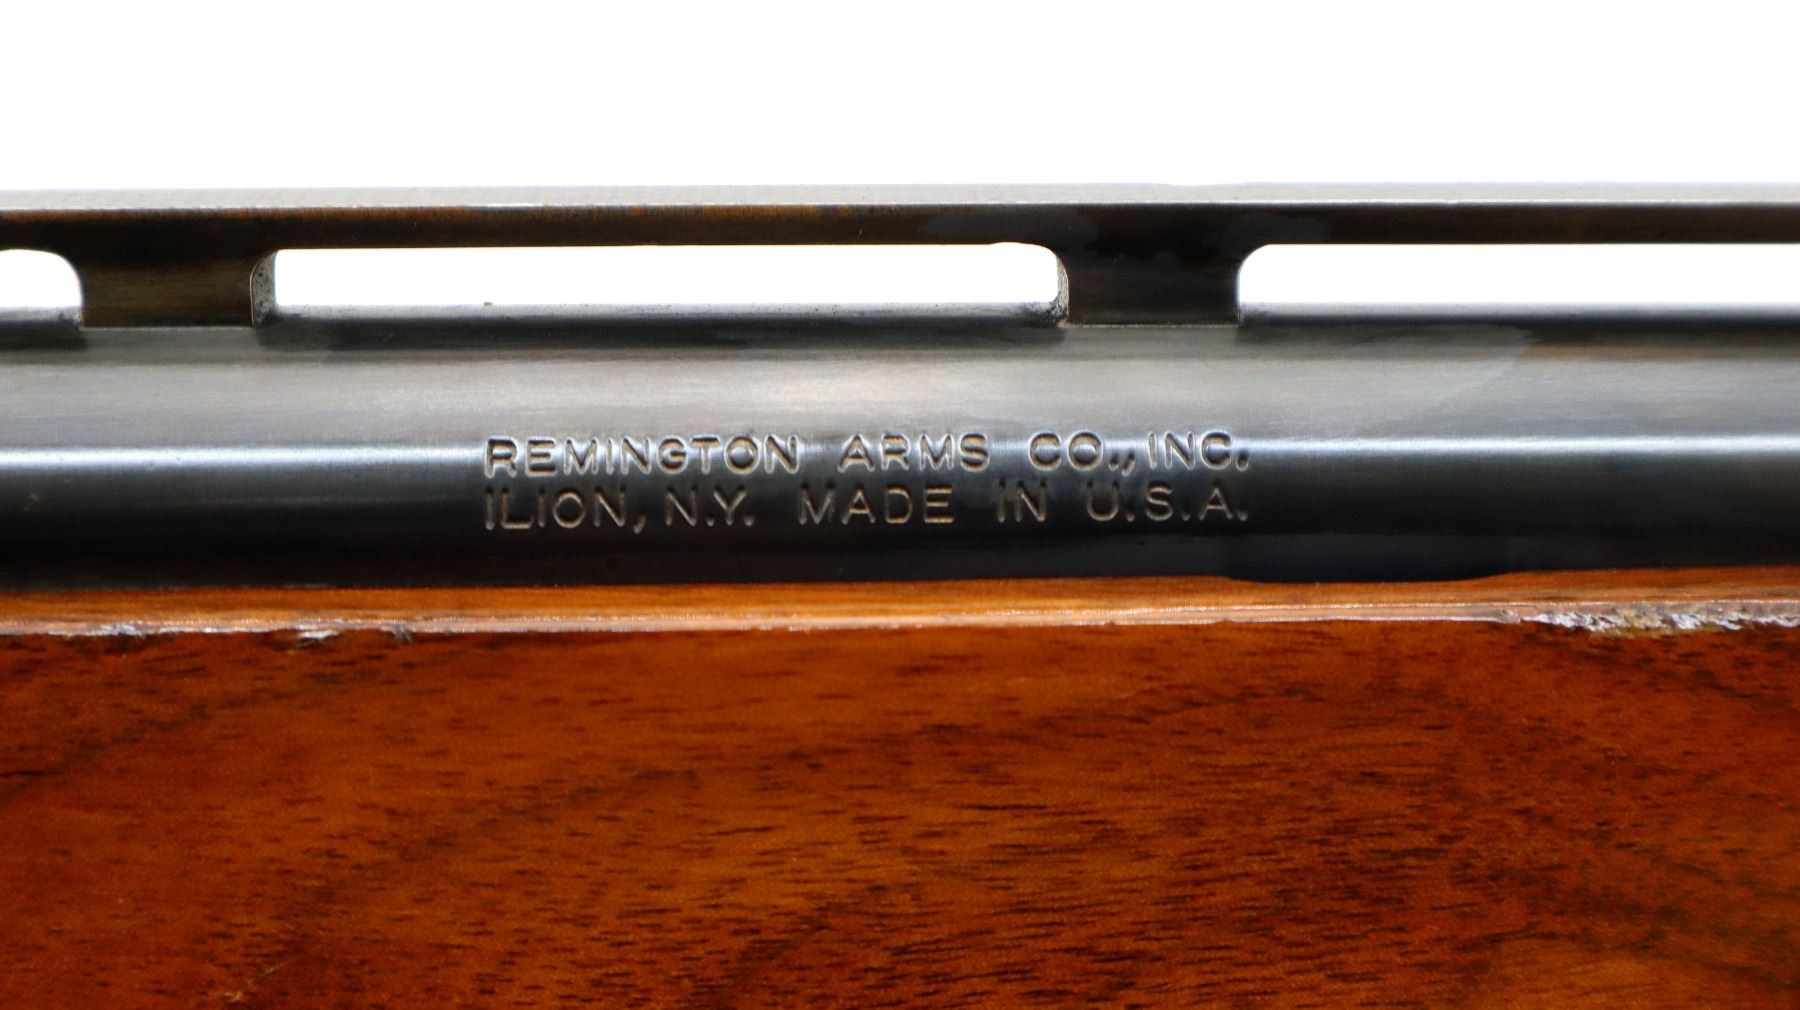 REMINGTON ARMS CO., INC.
ILION, N.Y. MADE IN U.S.A.